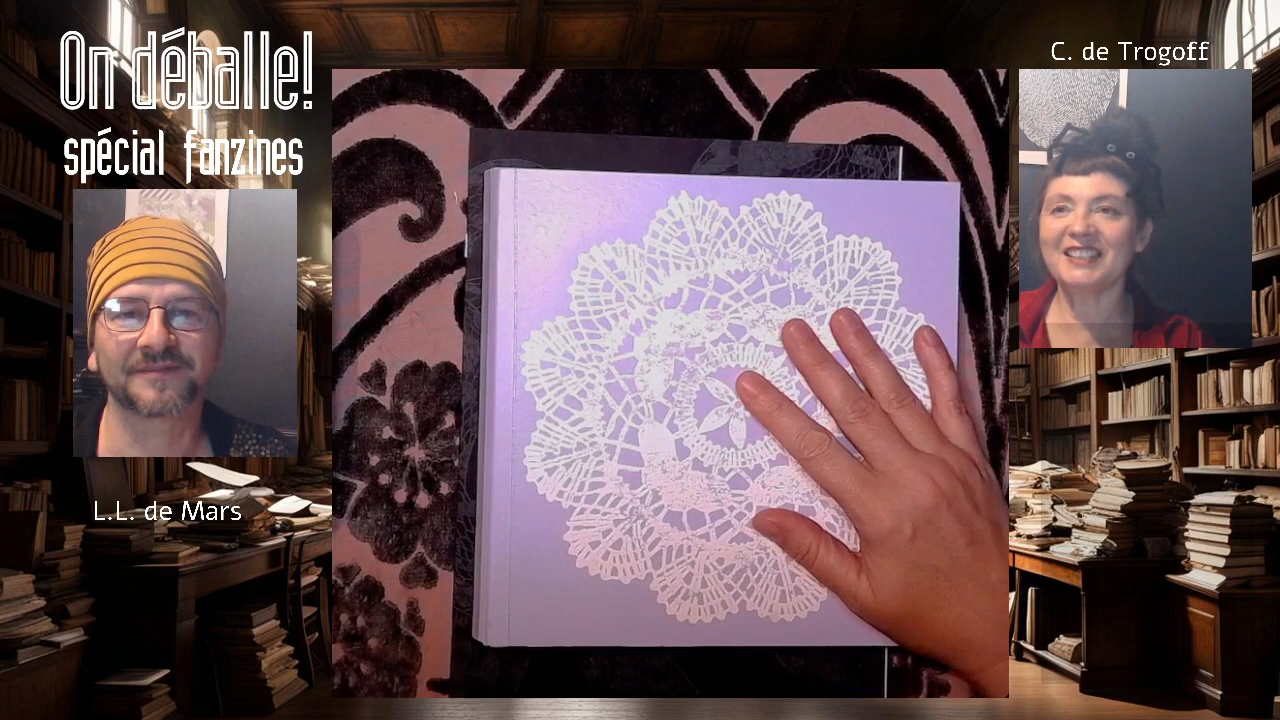 On déballe!
spécial fanzines
C. de Trogoff
L.L. de Mars